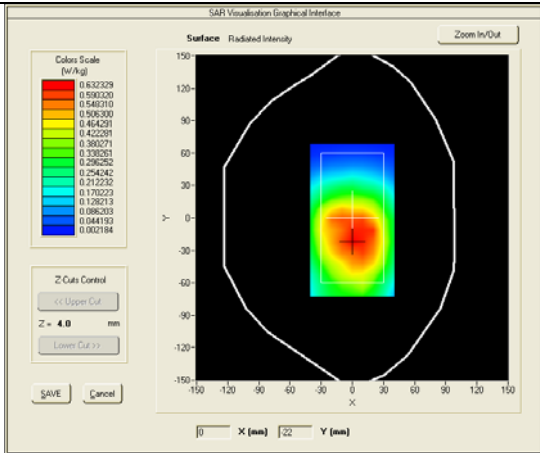 SAR Visualisation Graphical Interface
Surface Radiated Intensity
Zoom In/Out
Colors Scale
(W/kg)
0.632329
0.590320
0.548310
0.506300
0.464291
0.422281
0.380271
0.338261
0.296252
0.254242
0.212232
0.170223
0.128213
0.086203
0.044193
0.002184
Z-Cuts Control
<< Upper Cut
Z = 4.0 mm
Lower Cut >>
SAVE Cancel
150
120
90
60
30
0
-30
-60
-90
-120
-150
Y
-150 -120 -90 -60 -30 0 30 60 90 120 150
X
0 X (mm) -22 Y (mm)